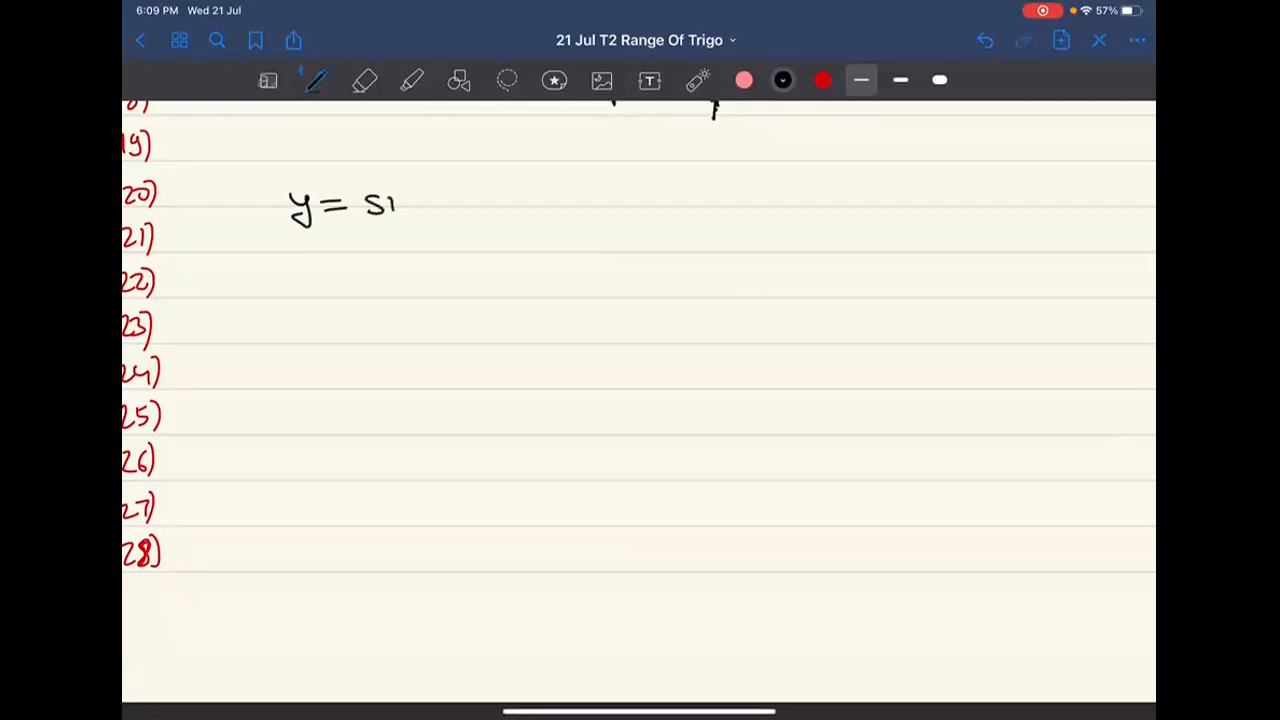 6:09 PM Wed 21 Jul
57%
21 Jul T2 Range Of Trigo
T
19)
20)
y = si
21)
22)
23)
24)
25)
26)
27)
28)